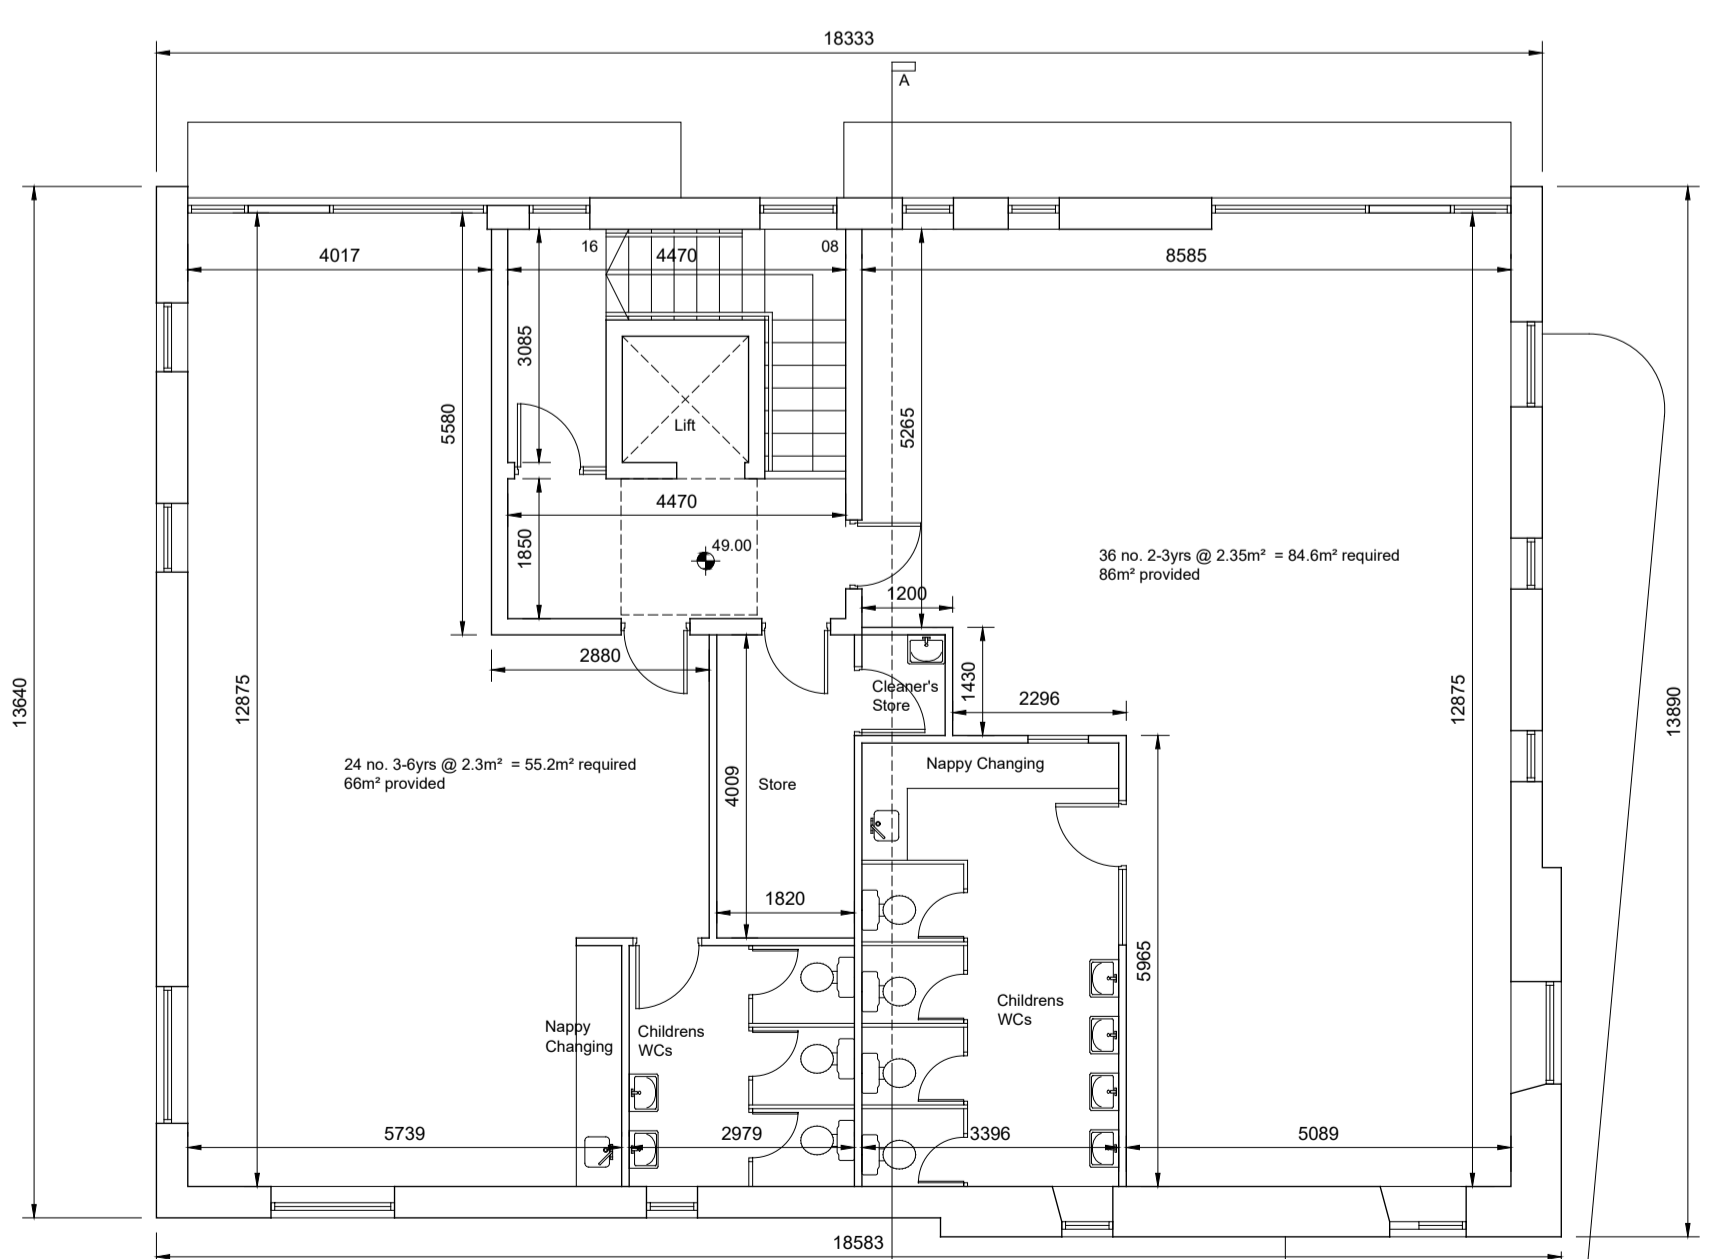 18333
A
16
08
4017
4470
8585
3085
5580
5265
Lift
4470
1850
49.00
36 no. 2-3yrs @ 2.35m² = 84.6m² required
86m² provided
1200
2880
Cleaner's
Store
1430
2296
13640
12875
12875
13890
24 no. 3-6yrs @ 2.3m² = 55.2m² required
66m² provided
4009
Store
Nappy Changing
1820
5965
Nappy
Changing
Childrens
WCs
Childrens
WCs
5739
2979
3396
5089
18583